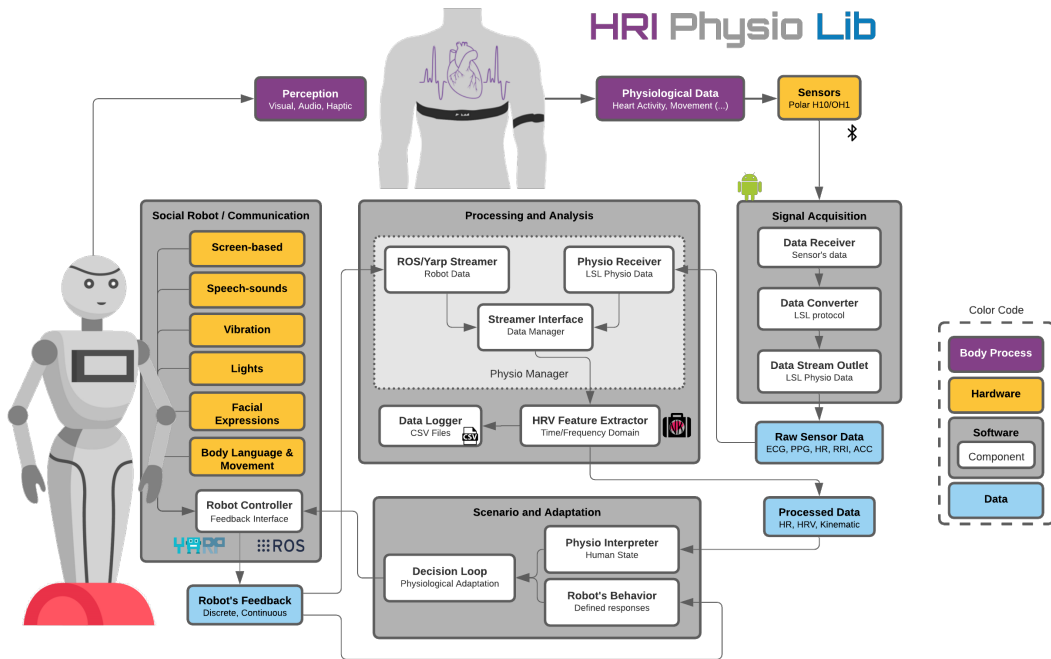 HRI Physio Lib
Perception
Visual, Audio, Haptic
Physiological Data
Heart Activity, Movement (...)
Sensors
Polar H10/OH1
Social Robot / Communication
Screen-based
Speech-sounds
Vibration
Lights
Facial
Expressions
Body Language &
Movement
Robot Controller
Feedback Interface
YARP
ROS
Robot's Feedback
Discrete, Continuous
Processing and Analysis
ROS/Yarp Streamer
Robot Data
Physio Receiver
LSL Physio Data
Streamer Interface
Data Manager
Physio Manager
Data Logger
CSV Files
CSV
HRV Feature Extractor
Time/Frequency Domain
Signal Acquisition
Data Receiver
Sensor's data
Data Converter
LSL protocol
Data Stream Outlet
LSL Physio Data
Raw Sensor Data
ECG, PPG, HR, RRI, ACC
Processed Data
HR, HRV, Kinematic
Scenario and Adaptation
Physio Interpreter
Human State
Decision Loop
Physiological Adaptation
Robot's Behavior
Defined responses
Color Code
Body Process
Hardware
Software
Component
Data